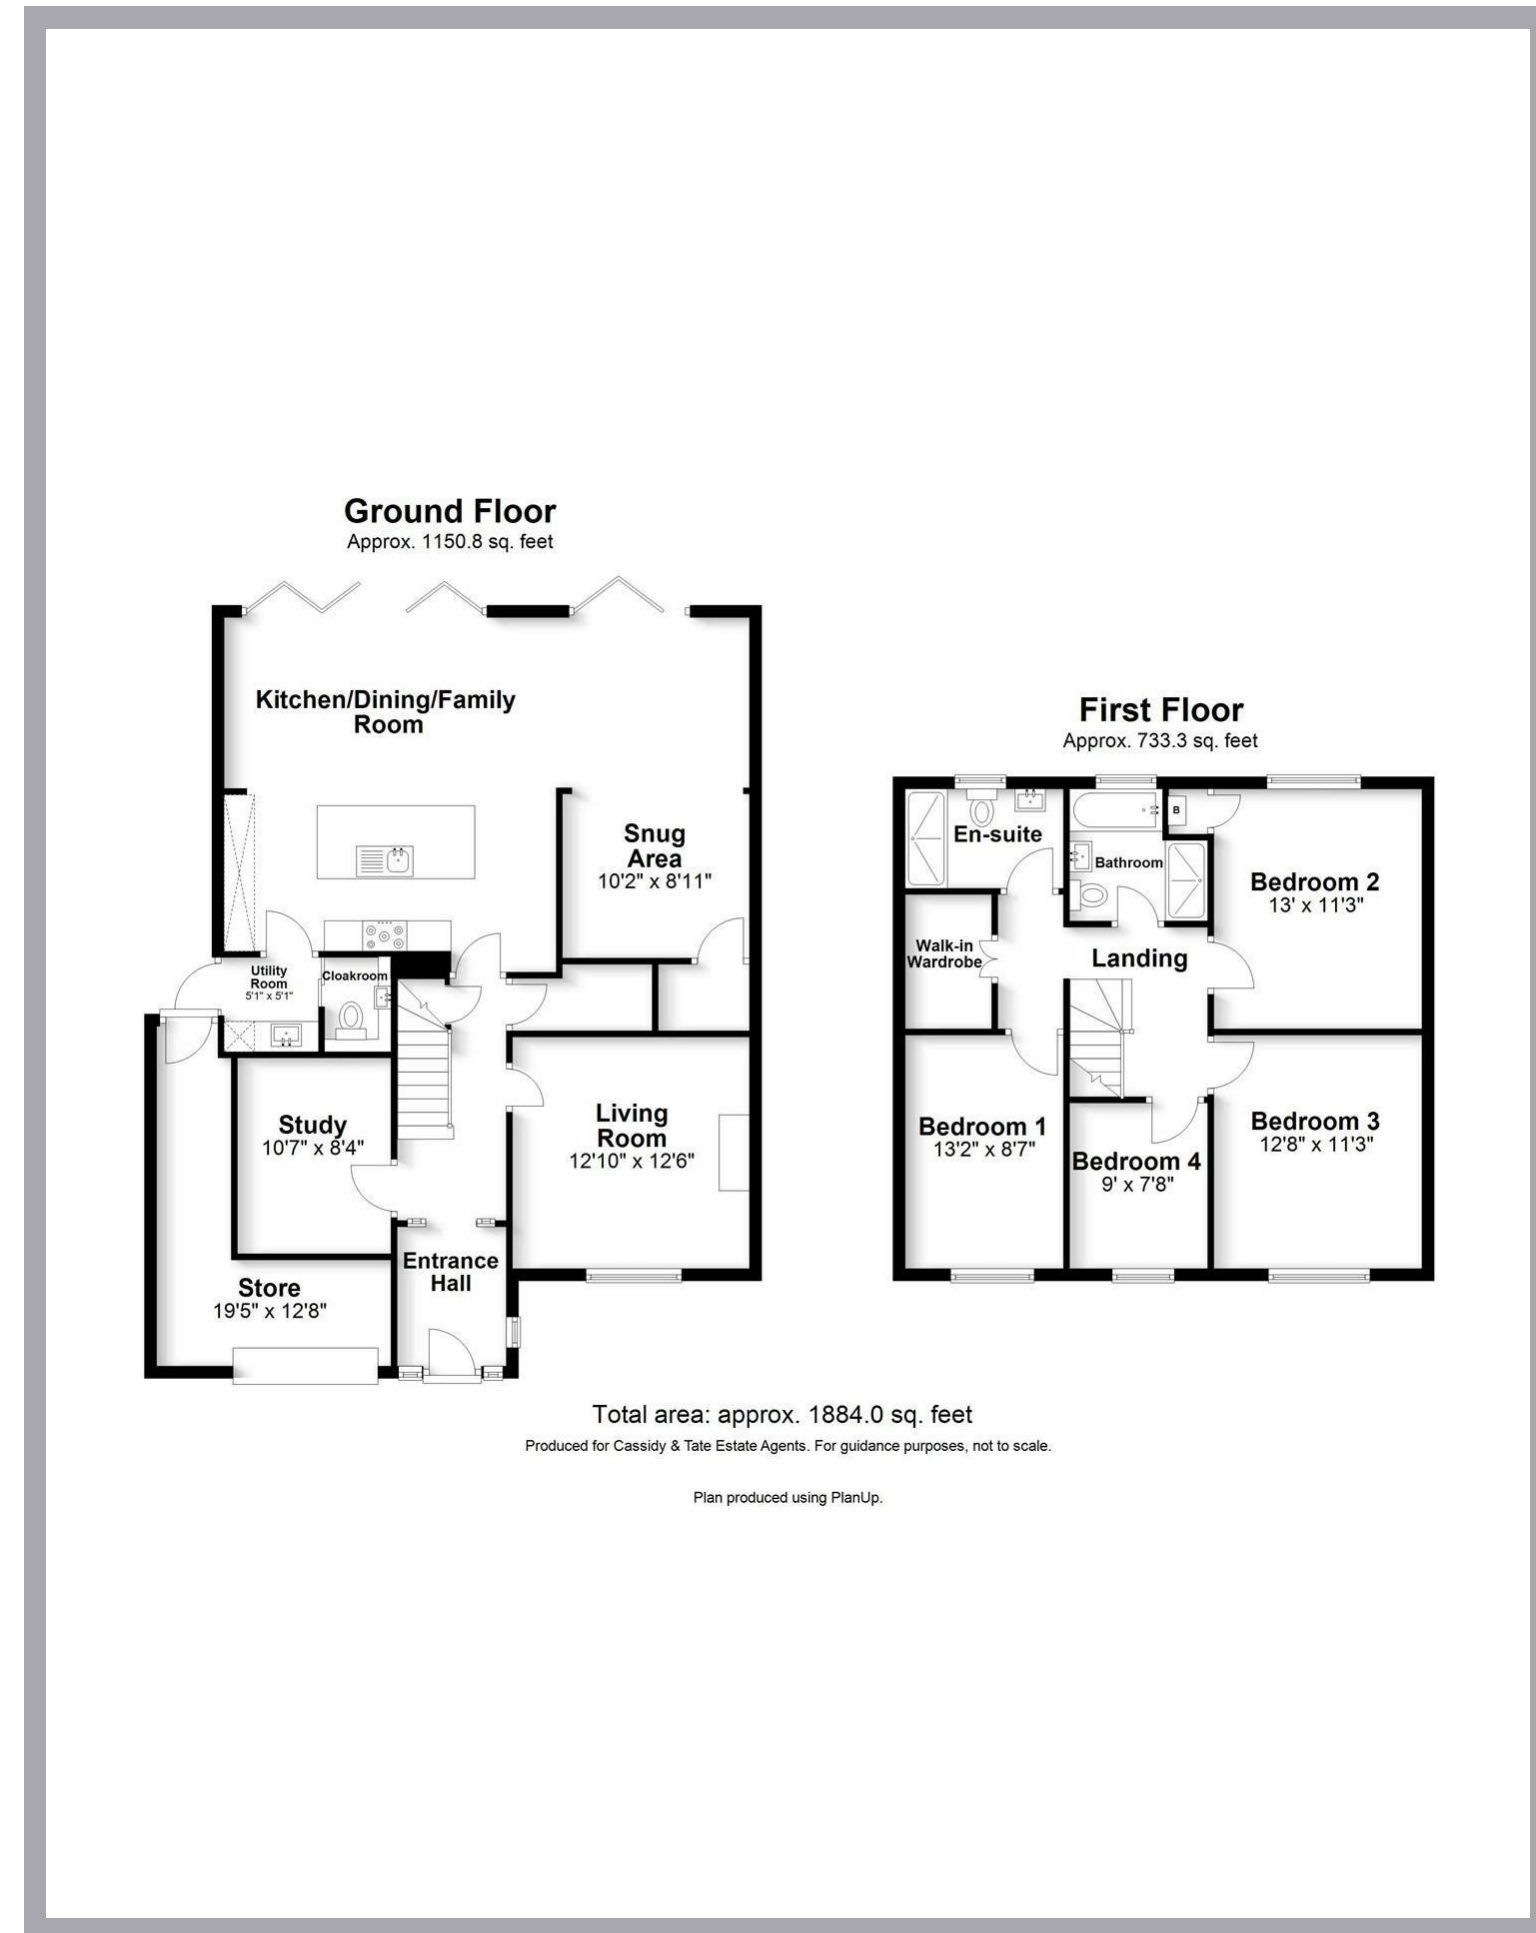 Ground Floor
Approx. 1150.8 sq. feet
Kitchen/Dining/Family
Room
Snug
Area
10'2" x 8'11"
Utility
Room
5'1" x 5'1"
Cloakroom
Study
10'7" x 8'4"
Living
Room
12'10" x 12'6"
Entrance
Hall
Store
19'5" x 12'8"
First Floor
Approx. 733.3 sq. feet
En-suite
B
Bathroom
Bedroom 2
13' x 11'3"
Walk-in
Wardrobe
Landing
Bedroom 1
13'2" x 8'7"
Bedroom 4
9' x 7'8"
Bedroom 3
12'8" x 11'3"
Total area: approx. 1884.0 sq. feet
Produced for Cassidy & Tate Estate Agents. For guidance purposes, not to scale.
Plan produced using PlanUp.